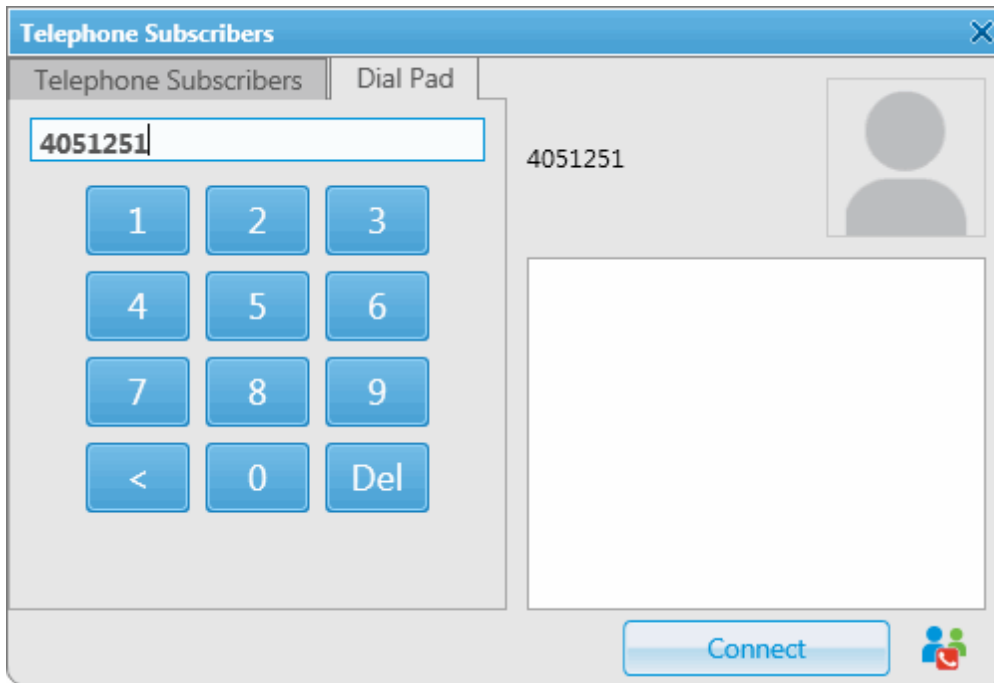 Telephone Subscribers
Telephone Subscribers
Dial Pad
4051251
4051251
1 2 3
4 5 6
7 8 9
< 0 Del
Connect